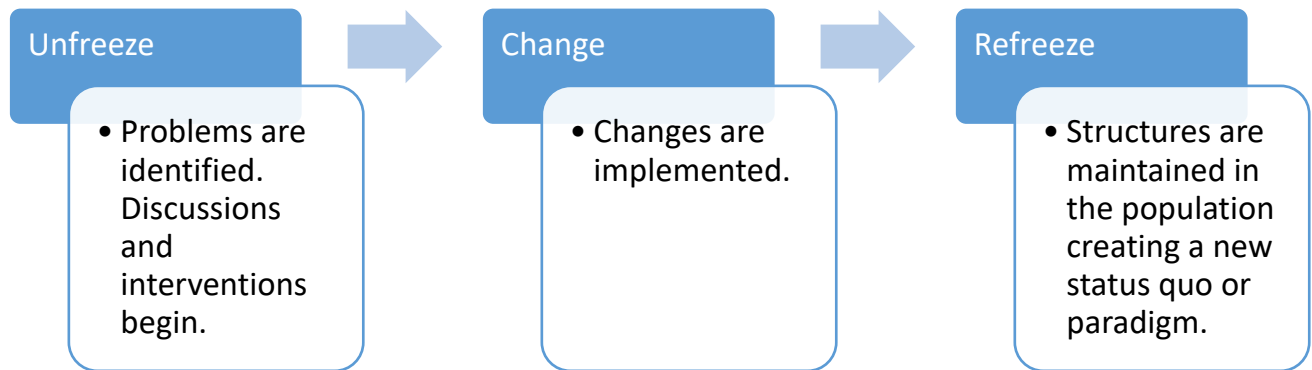 Unfreeze
• Problems are
identified.
Discussions
and
interventions
begin.
Change
• Changes are
implemented.
Refreeze
• Structures are
maintained in
the population
creating a new
status quo or
paradigm.